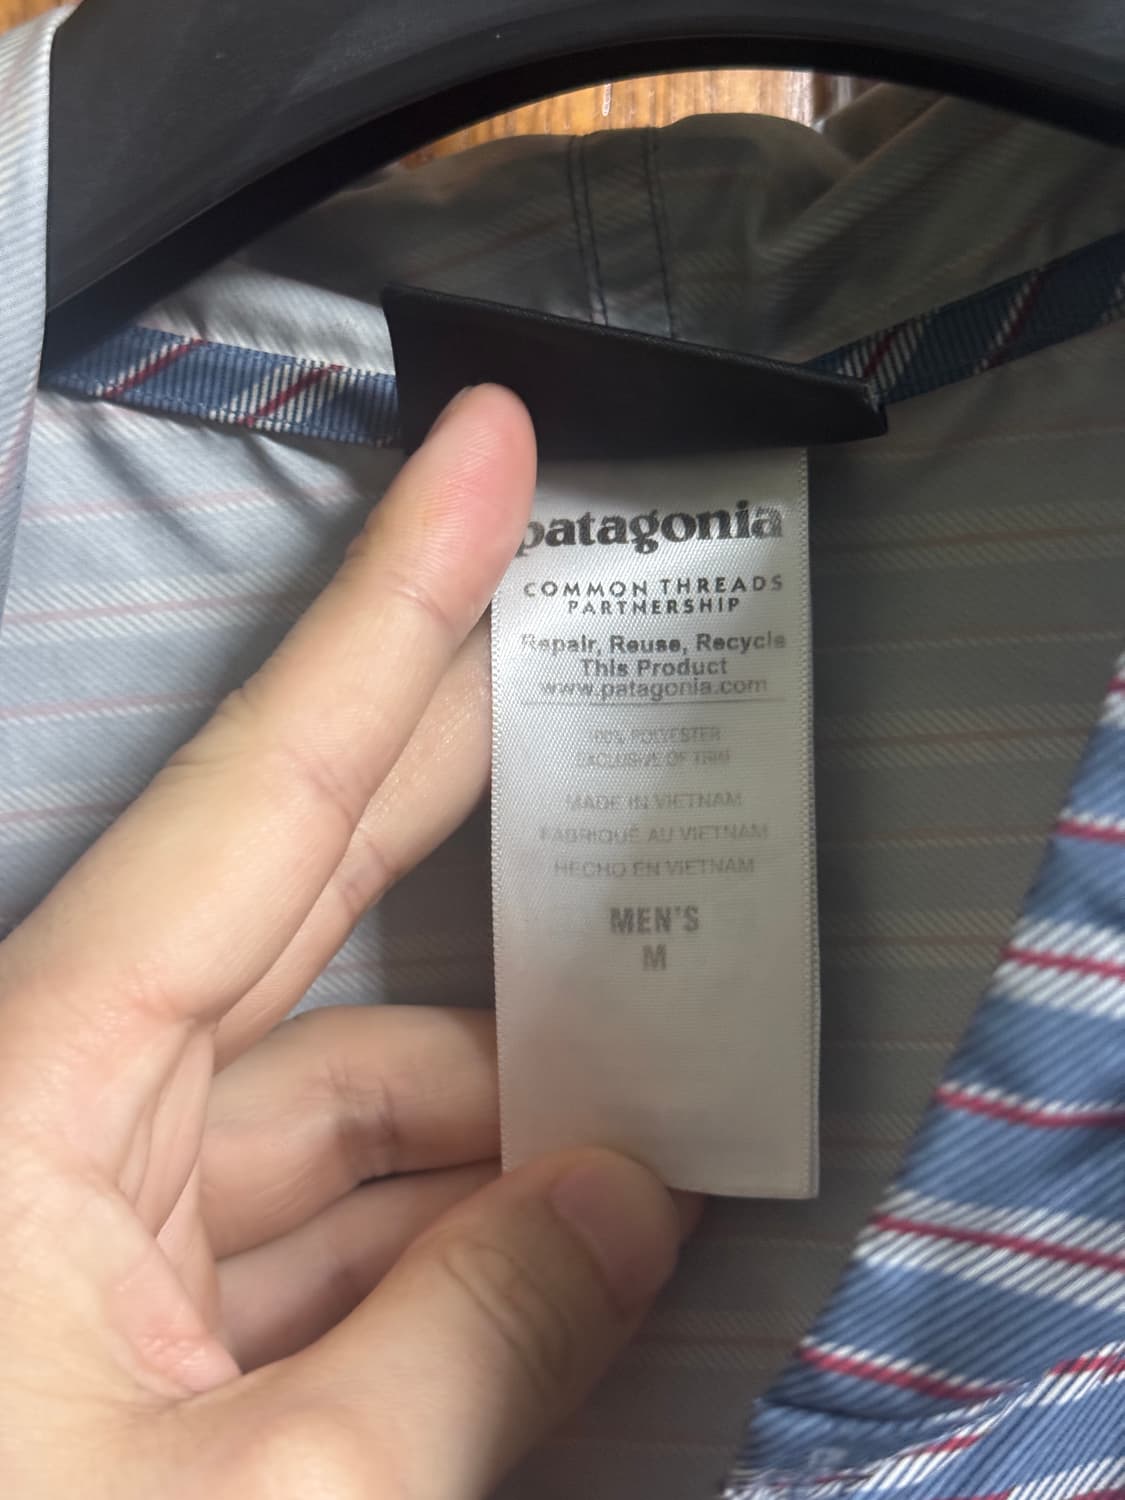 patagonia
COMMON THREADS
PARTNERSHIP
Repair, Reuse, Recycle
This Product
www.patagonia.com
100% POLYESTER
EXCLUSIVE OF TRIM
MADE IN VIETNAM
FABRIQUÉ AU VIETNAM
HECHO EN VIETNAM
MEN'S
M